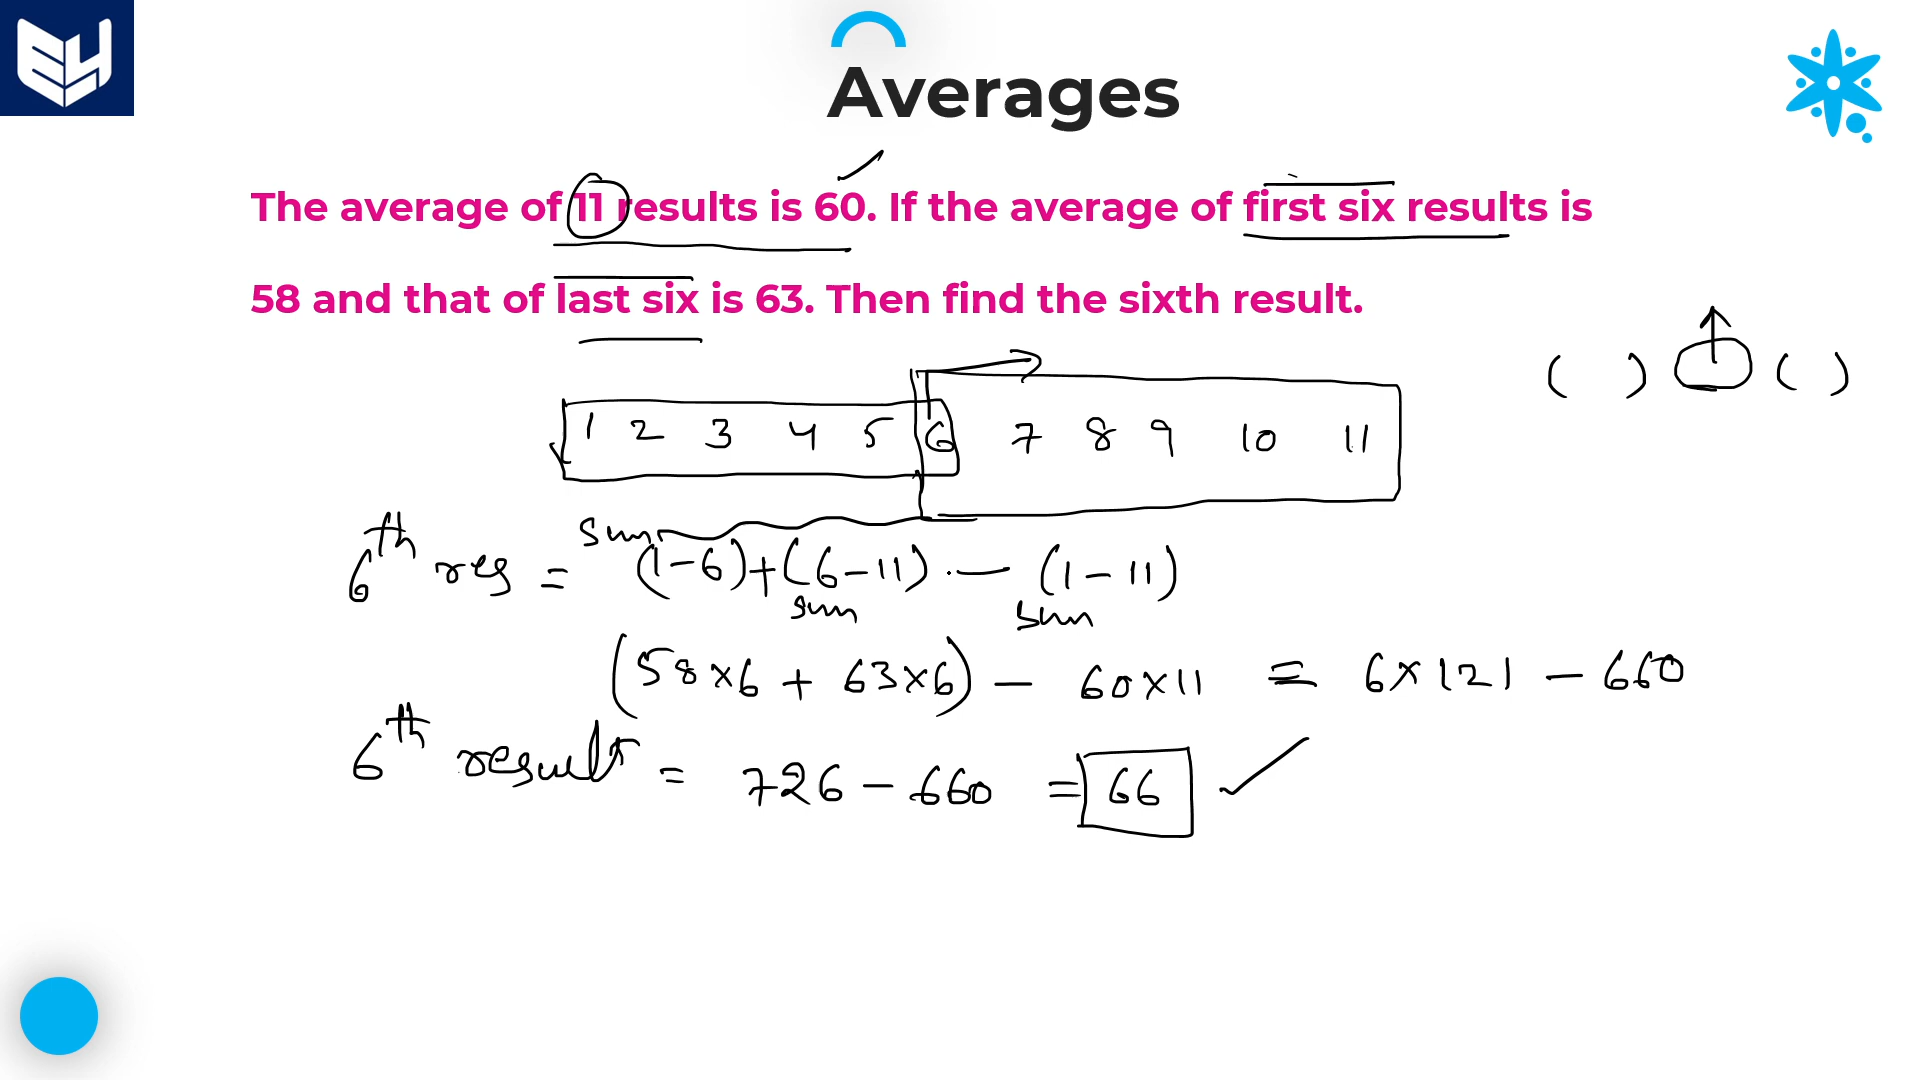 Averages
The average of 11 results is 60. If the average of first six results is
58 and that of last six is 63. Then find the sixth result.
( ) ( )
1 2 3 4 5 6 7 8 9 10 11
6th res = sum (1-6)+(6-11) - (1-11)
sum sum
(58×6 + 63×6) - 60×11 = 6×121 - 660
6th result = 726 - 660 = 66